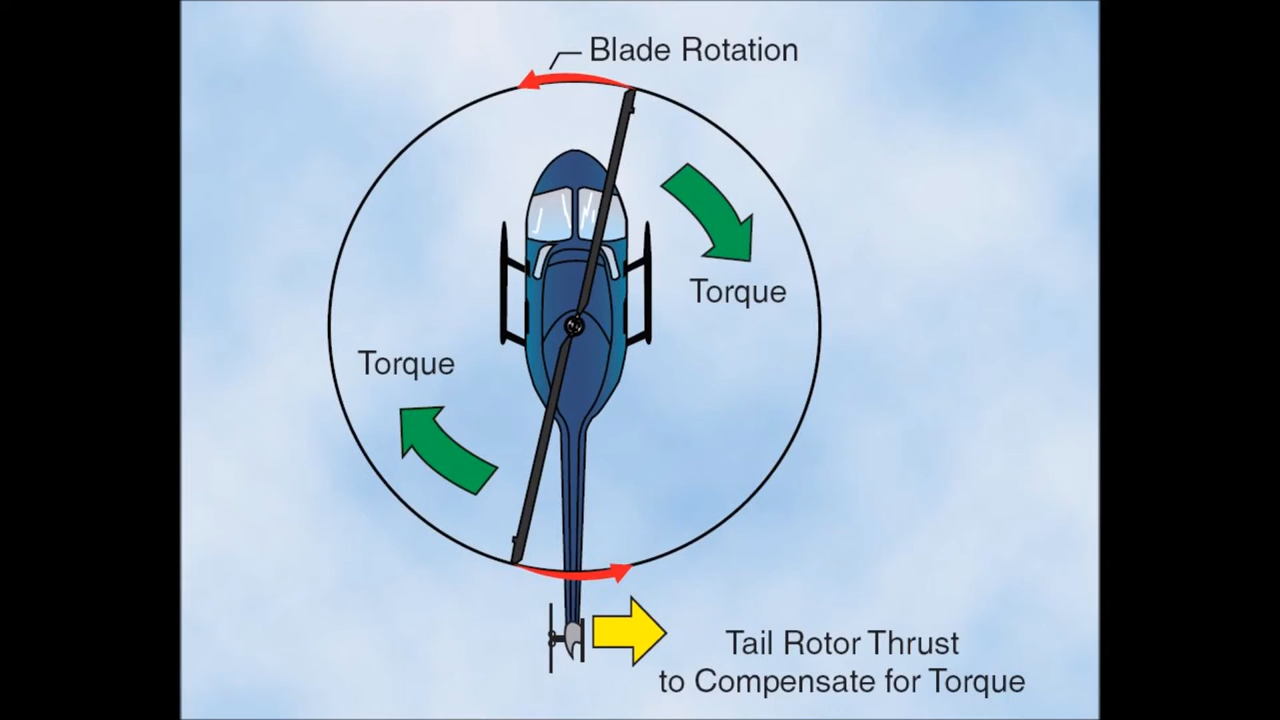 Blade Rotation
Torque
Torque
Tail Rotor Thrust
to Compensate for Torque